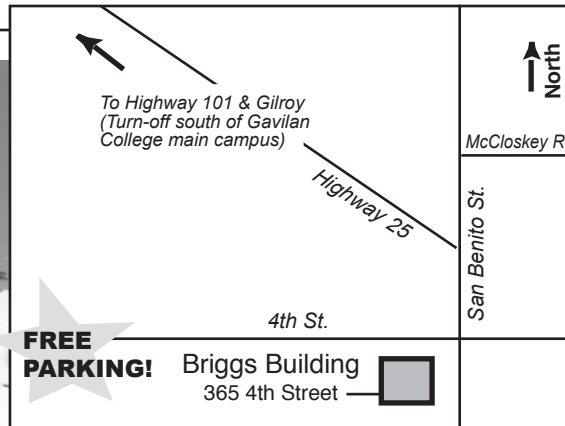 North
To Highway 101 & Gilroy
(Turn-off south of Gavilan
College main campus)
McCloskey R
Highway 25
San Benito St.
4th St.
FREE
PARKING!
Briggs Building
365 4th Street